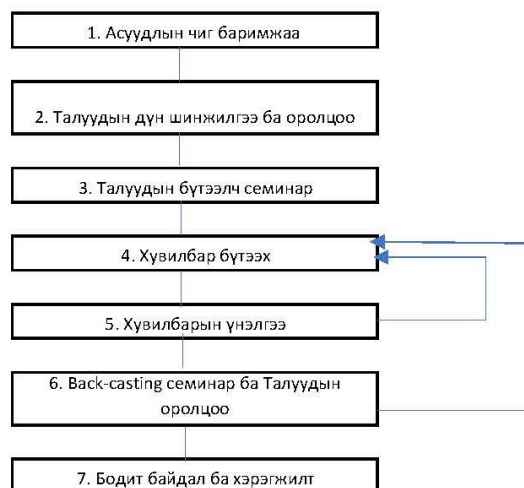 1. Асуудлын чиг баримжаа
2. Талуудын дүн шинжилгээ ба оролцоо
3. Талуудын бүтээлч семинар
4. Хувилбар бүтээх
5. Хувилбарын үнэлгээ
6. Back-casting семинар ба Талуудын
оролцоо
7. Бодит байдал ба хэрэгжилт